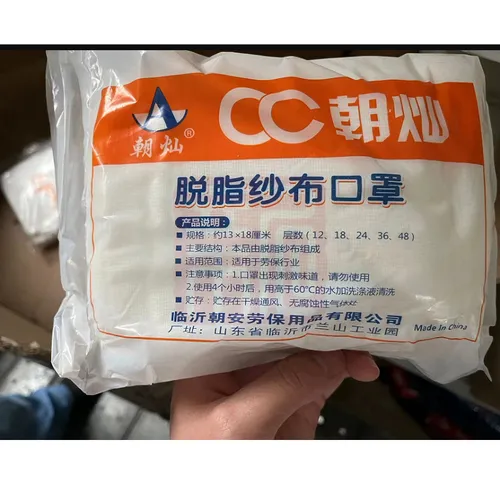 CC朝灿
朝灿®
脱脂纱布口罩
产品说明:
规格:约13×18厘米 层数(12、18、24、36、48)
主要结构:本品由脱脂纱布组成
适用范围:适用于劳保行业
注意事项:1.口罩出现刺激味道,请勿使用
2.使用4个小时后,用高于60℃的水加洗涤液清洗
贮存:贮存在干燥通风、无腐蚀性气体处
临沂朝安劳保用品有限公司
厂址:山东省临沂市兰山工业园
Made In China